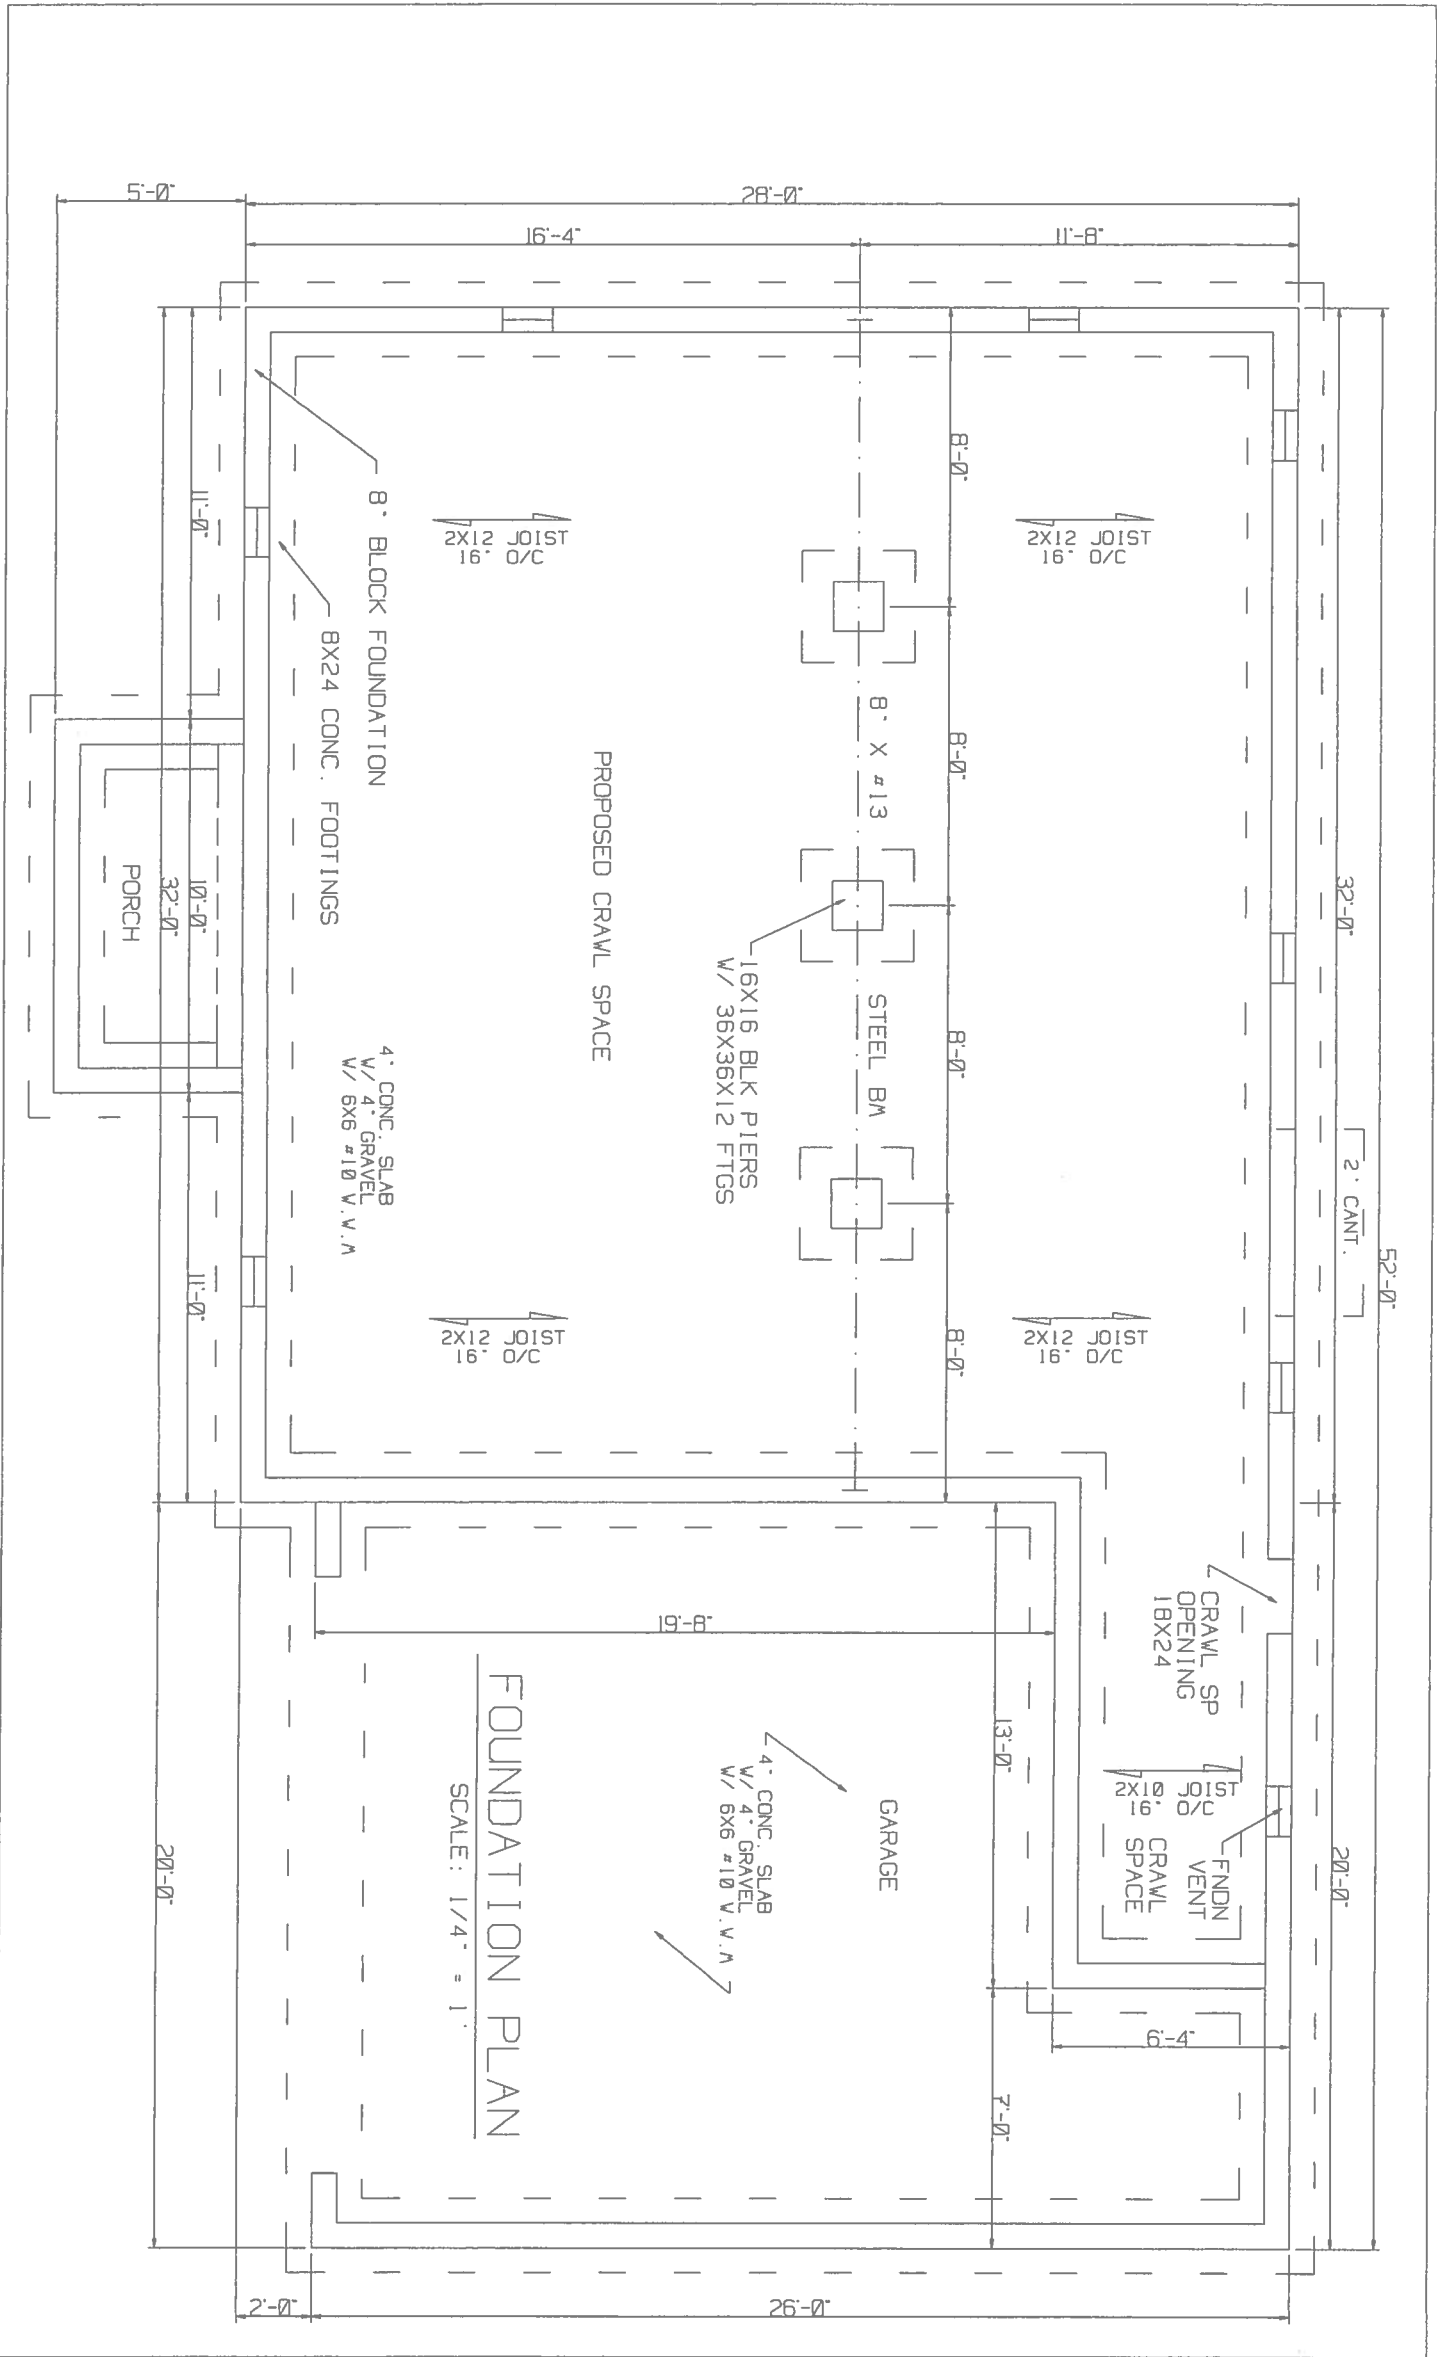 52'-0"
32'-0"
20'-0"
2' CANT.
28'-0"
11'-8"
16'-4"
5'-0"
8'-0"
8'-0"
8'-0"
8'-0"
2X12 JOIST
16" O/C
2X12 JOIST
16" O/C
CRAWL SP
OPENING
18X24
2X10 JOIST
16" O/C
FNDN
VENT
CRAWL
SPACE
6'-4"
13'-0"
7'-0"
8" X #13 STEEL BM
16X16 BLK PIERS
W/ 36X36X12 FTGS
GARAGE
4" CONC. SLAB
W/ 4" GRAVEL
W/ 6X6 #10 W.W.M
19'-8"
26'-0"
2'-0"
PROPOSED CRAWL SPACE
2X12 JOIST
16" O/C
2X12 JOIST
16" O/C
8" BLOCK FOUNDATION
8X24 CONC. FOOTINGS
4" CONC. SLAB
W/ 4" GRAVEL
W/ 6X6 #10 W.W.M
FOUNDATION PLAN
SCALE: 1/4" = 1'
11'-0"
10'-0"
11'-0"
32'-0"
20'-0"
PORCH